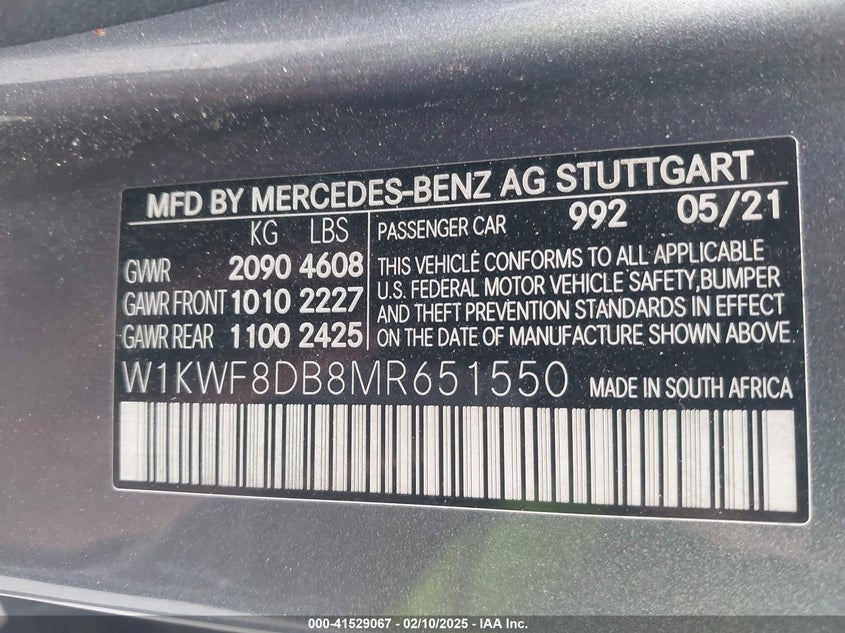 MFD BY MERCEDES-BENZ AG STUTTGART
KG LBS
GVWR 2090 4608
GAWR FRONT 1010 2227
GAWR REAR 1100 2425
PASSENGER CAR 992 05/21
THIS VEHICLE CONFORMS TO ALL APPLICABLE
U.S. FEDERAL MOTOR VEHICLE SAFETY,BUMPER
AND THEFT PREVENTION STANDARDS IN EFFECT
ON THE DATE OF MANUFACTURE SHOWN ABOVE.
W1KWF8DB8MR651550 MADE IN SOUTH AFRICA
000-41529067 - 02/10/2025 - IAA Inc.